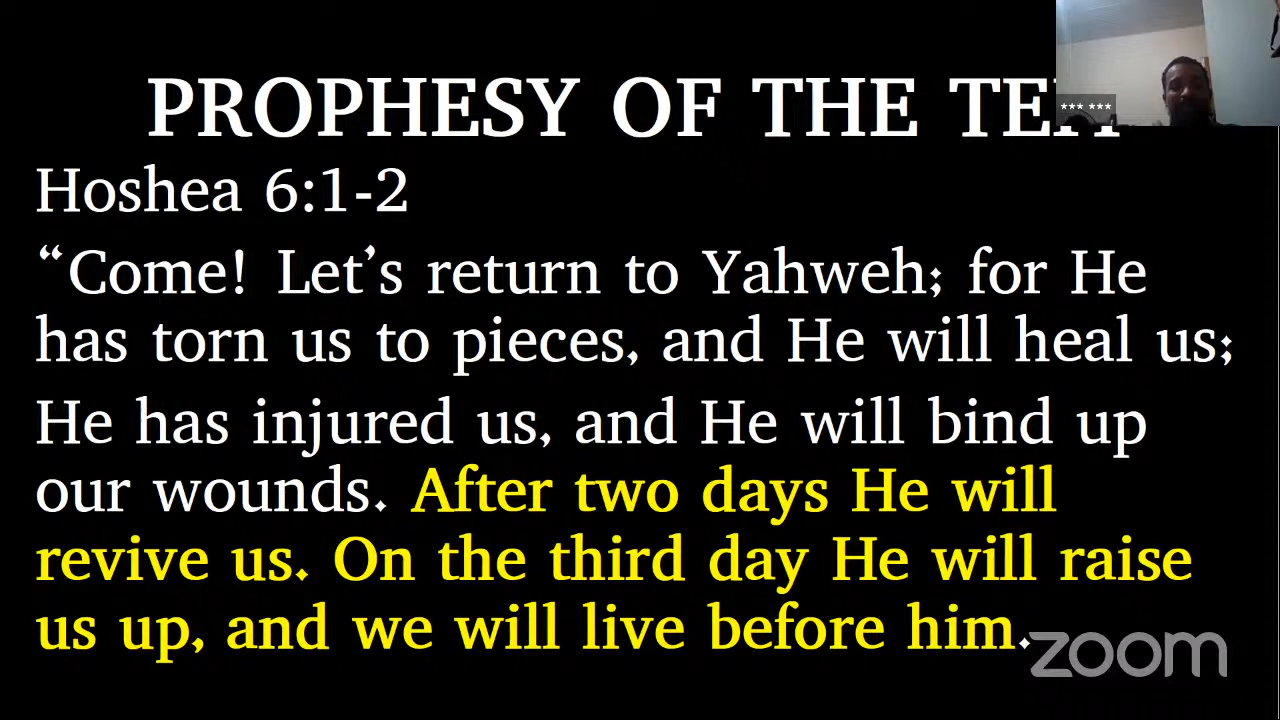 PROPHESY OF THE
*** ***
Hoshea 6:1-2
“Come! Let’s return to Yahweh; for He
has torn us to pieces, and He will heal us;
He has injured us, and He will bind up
our wounds. After two days He will
revive us. On the third day He will raise
us up, and we will live before him.
zoom